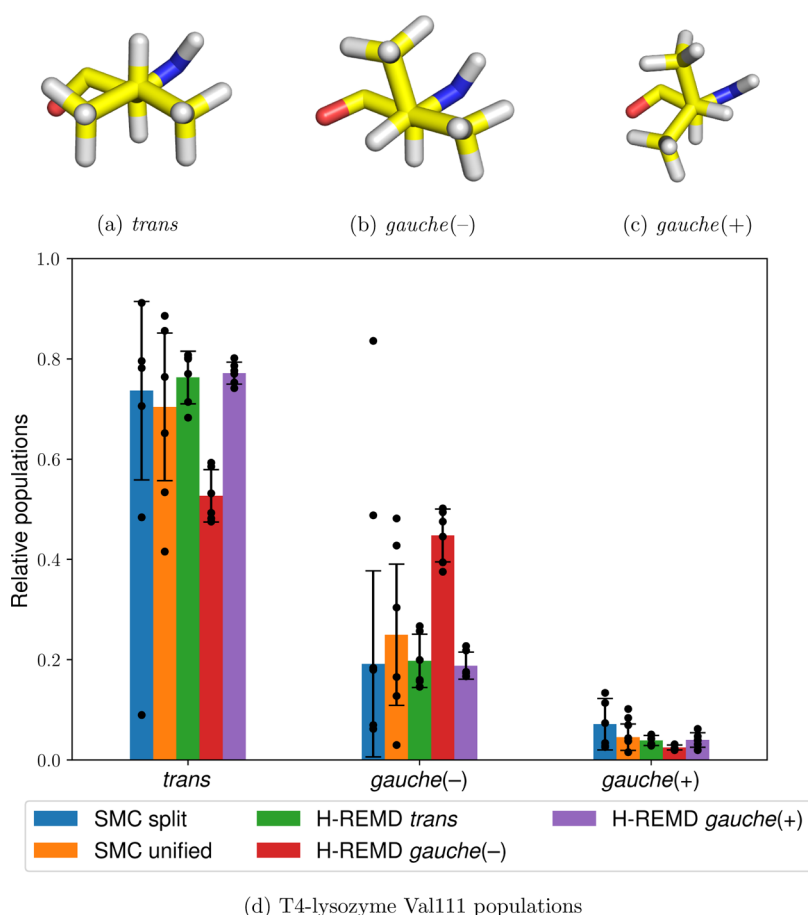 (a) trans
(b) gauche(–)
(c) gauche(+)
1.0
0.8
0.6
0.4
0.2
0.0
Relative populations
trans
gauche(–)
gauche(+)
SMC split
SMC unified
H-REMD trans
H-REMD gauche(–)
H-REMD gauche(+)
(d) T4-lysozyme Val111 populations